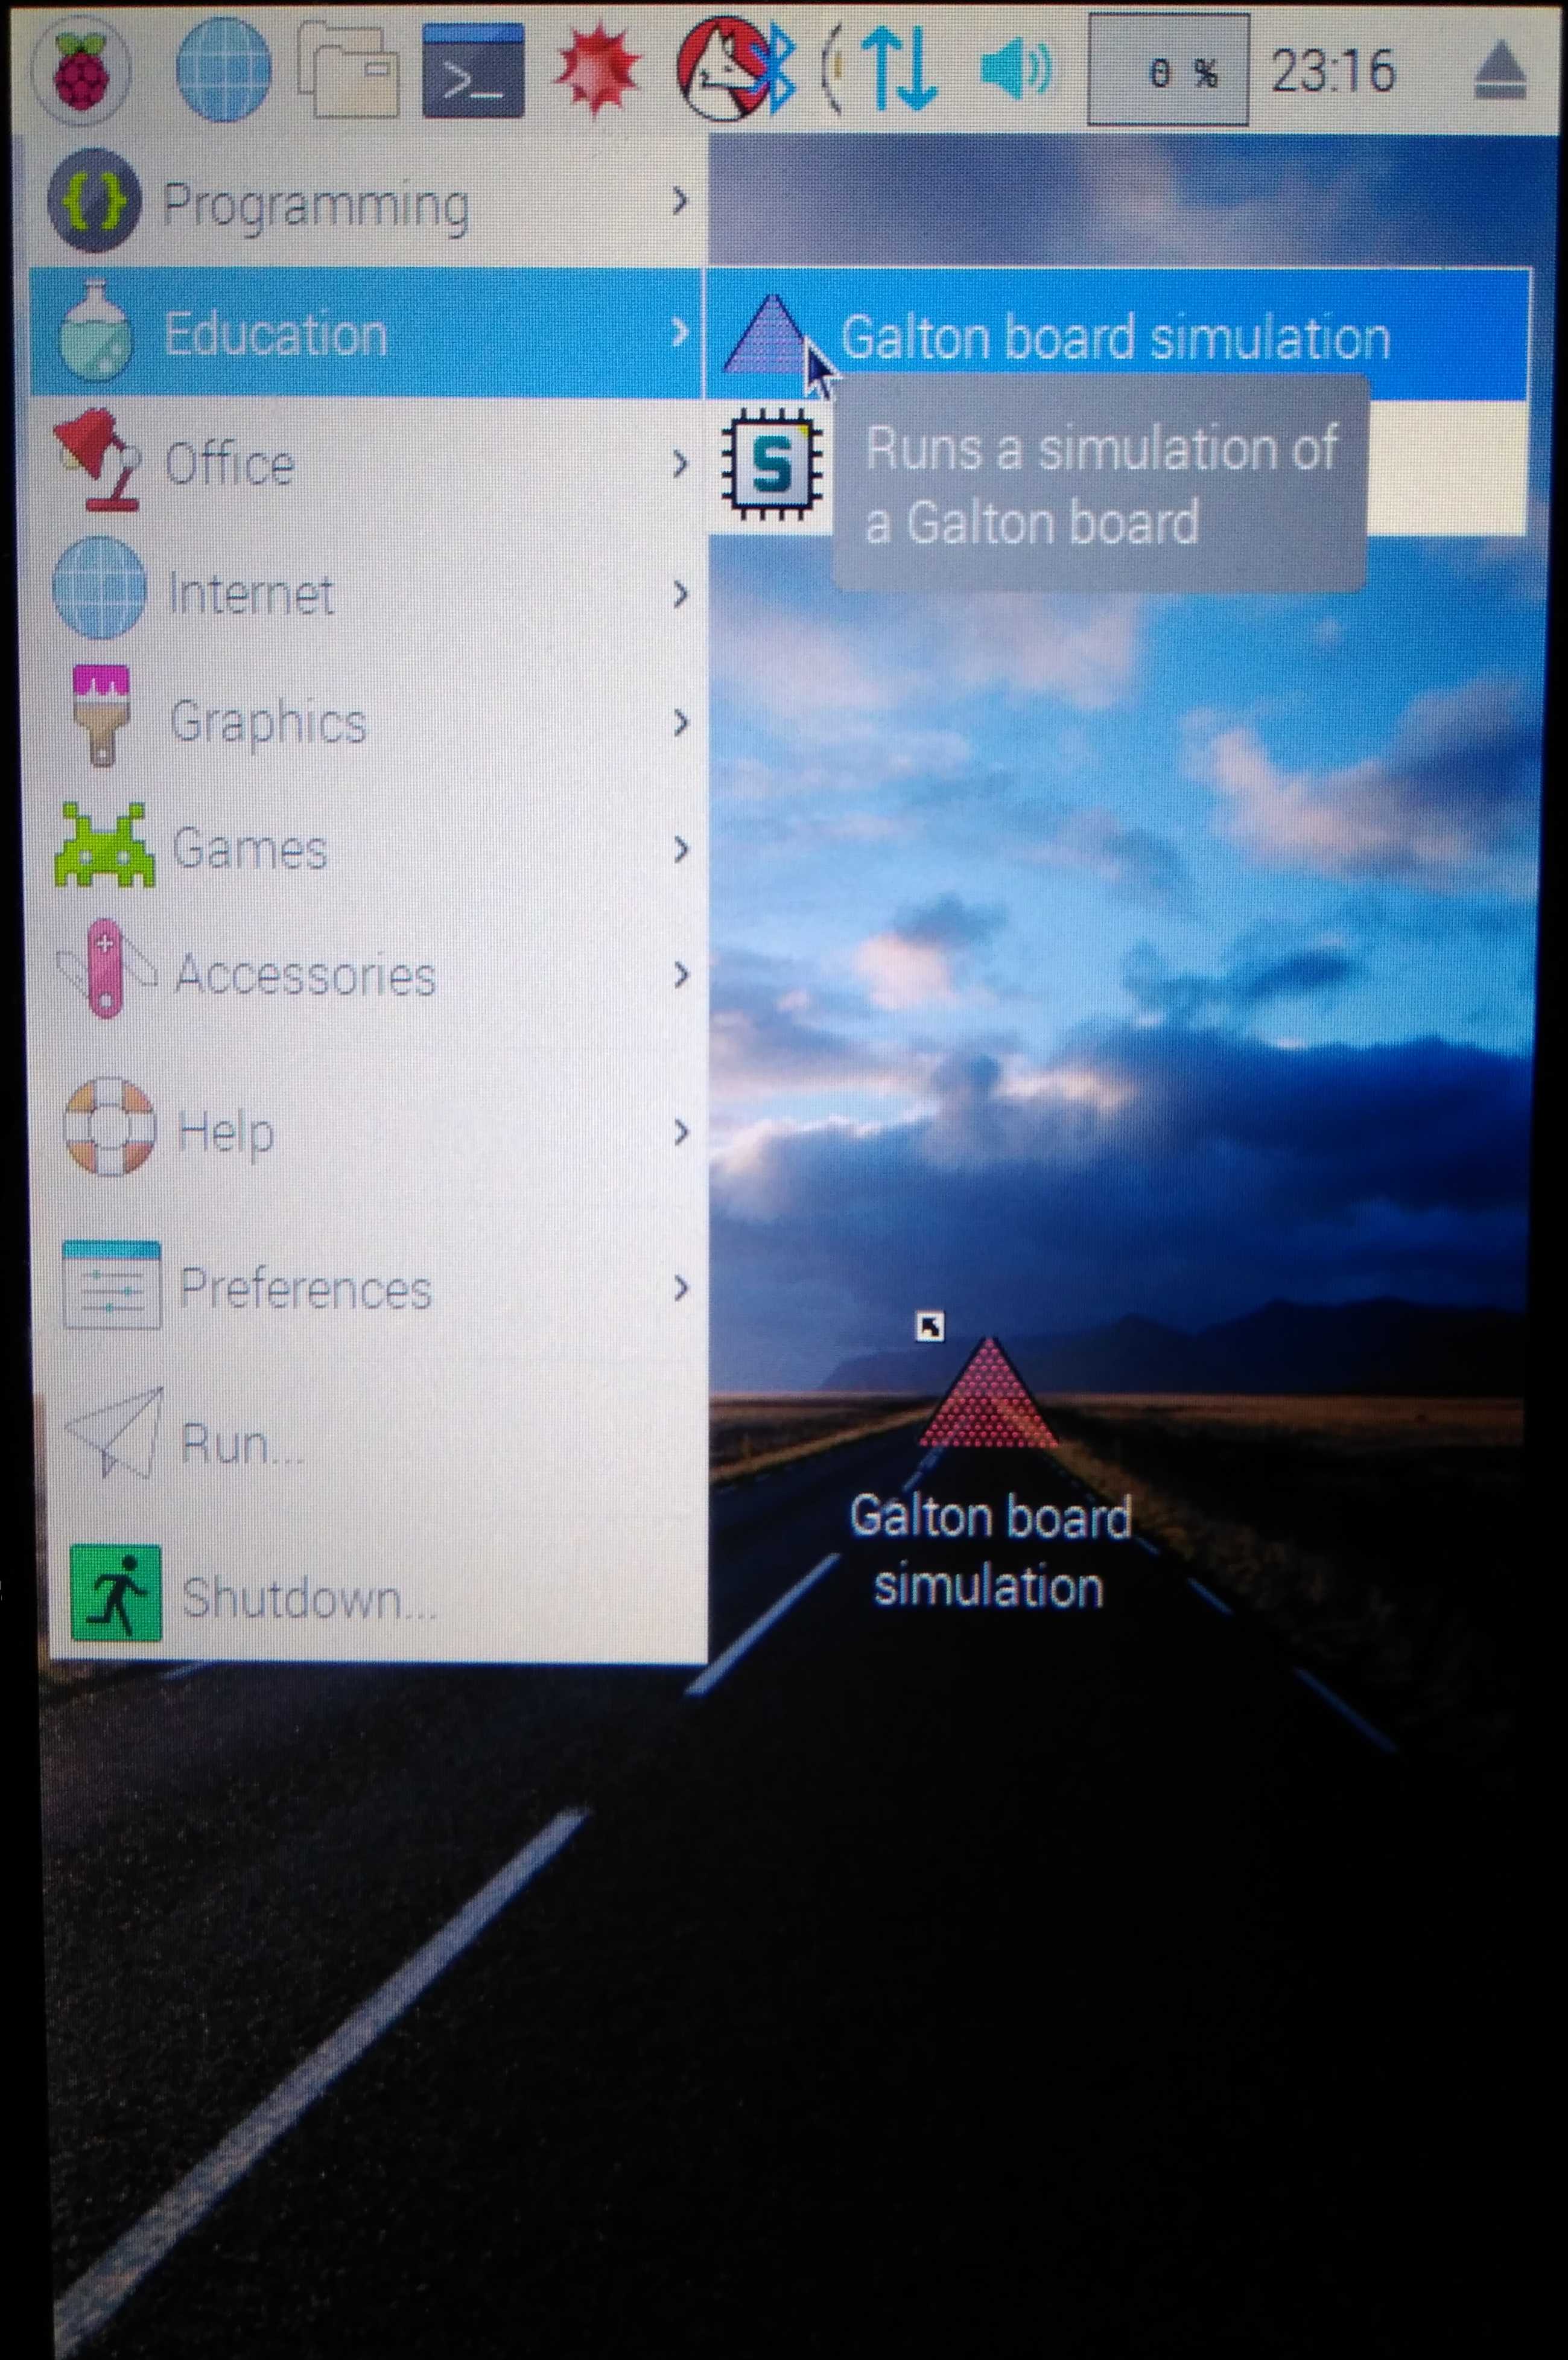 >_
0 %
23:16
Programming
Education
Galton board simulation
Runs a simulation of
a Galton board
S
Office
Internet
Graphics
Games
Accessories
Help
Preferences
Run...
Shutdown...
Galton board
simulation